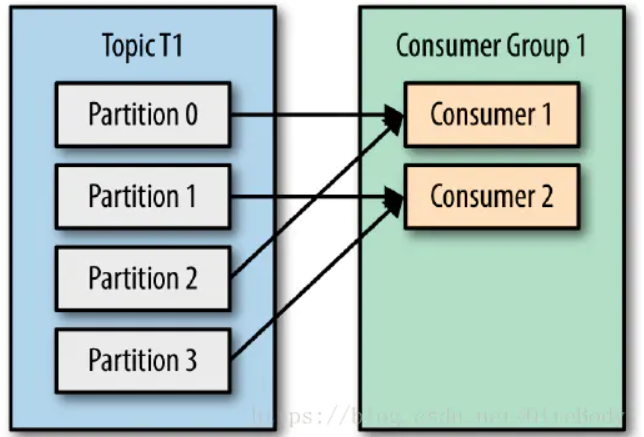 Topic T1
Partition 0
Partition 1
Partition 2
Partition 3
Consumer Group 1
Consumer 1
Consumer 2